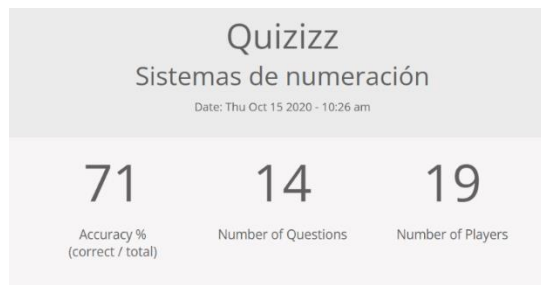 Quizizz
Sistemas de numeración
Date: Thu Oct 15 2020 - 10:26 am
71 14 19
Accuracy % Number of Questions Number of Players
(correct / total)